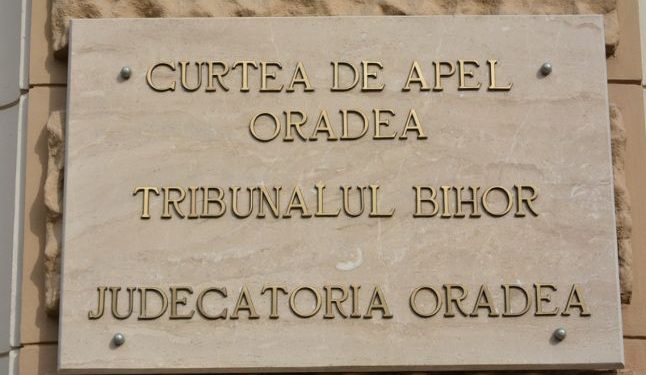 CURTEA DE APEL
ORADEA
TRIBUNALUL BIHOR
JUDECATORIA ORADEA